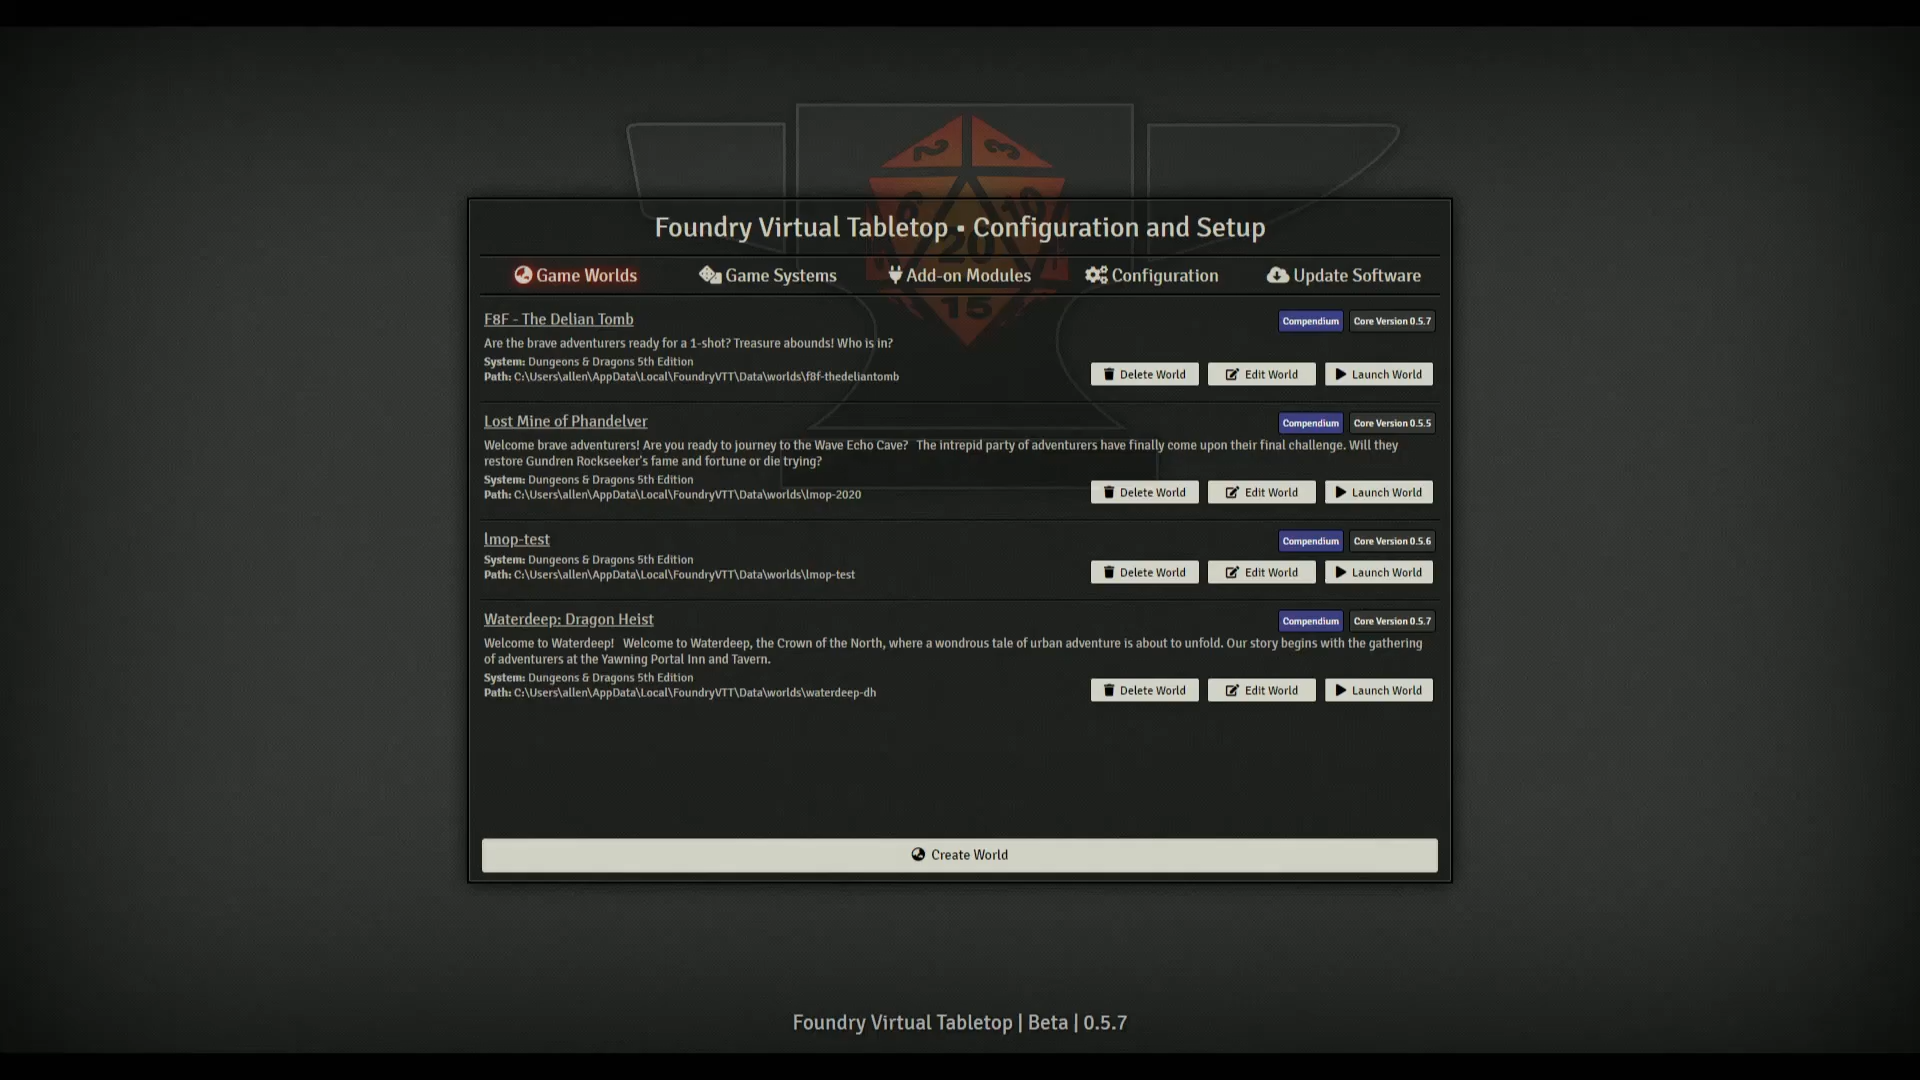 Foundry Virtual Tabletop • Configuration and Setup
Game Worlds Game Systems Add-on Modules Configuration Update Software
F8F - The Delian Tomb Compendium Core Version 0.5.7
Are the brave adventurers ready for a 1-shot? Treasure abounds! Who is in?
System: Dungeons & Dragons 5th Edition
Path: C:\Users\allen\AppData\Local\FoundryVTT\Data\worlds\f8f-thedeliantomb
Delete World Edit World Launch World
Lost Mine of Phandelver Compendium Core Version 0.5.5
Welcome brave adventurers! Are you ready to journey to the Wave Echo Cave? The intrepid party of adventurers have finally come upon their final challenge. Will they
restore Gundren Rockseeker's fame and fortune or die trying?
System: Dungeons & Dragons 5th Edition
Path: C:\Users\allen\AppData\Local\FoundryVTT\Data\worlds\lmop-2020
Delete World Edit World Launch World
lmop-test Compendium Core Version 0.5.6
System: Dungeons & Dragons 5th Edition
Path: C:\Users\allen\AppData\Local\FoundryVTT\Data\worlds\lmop-test
Delete World Edit World Launch World
Waterdeep: Dragon Heist Compendium Core Version 0.5.7
Welcome to Waterdeep! Welcome to Waterdeep, the Crown of the North, where a wondrous tale of urban adventure is about to unfold. Our story begins with the gathering
of adventurers at the Yawning Portal Inn and Tavern.
System: Dungeons & Dragons 5th Edition
Path: C:\Users\allen\AppData\Local\FoundryVTT\Data\worlds\waterdeep-dh
Delete World Edit World Launch World
Create World
Foundry Virtual Tabletop | Beta | 0.5.7